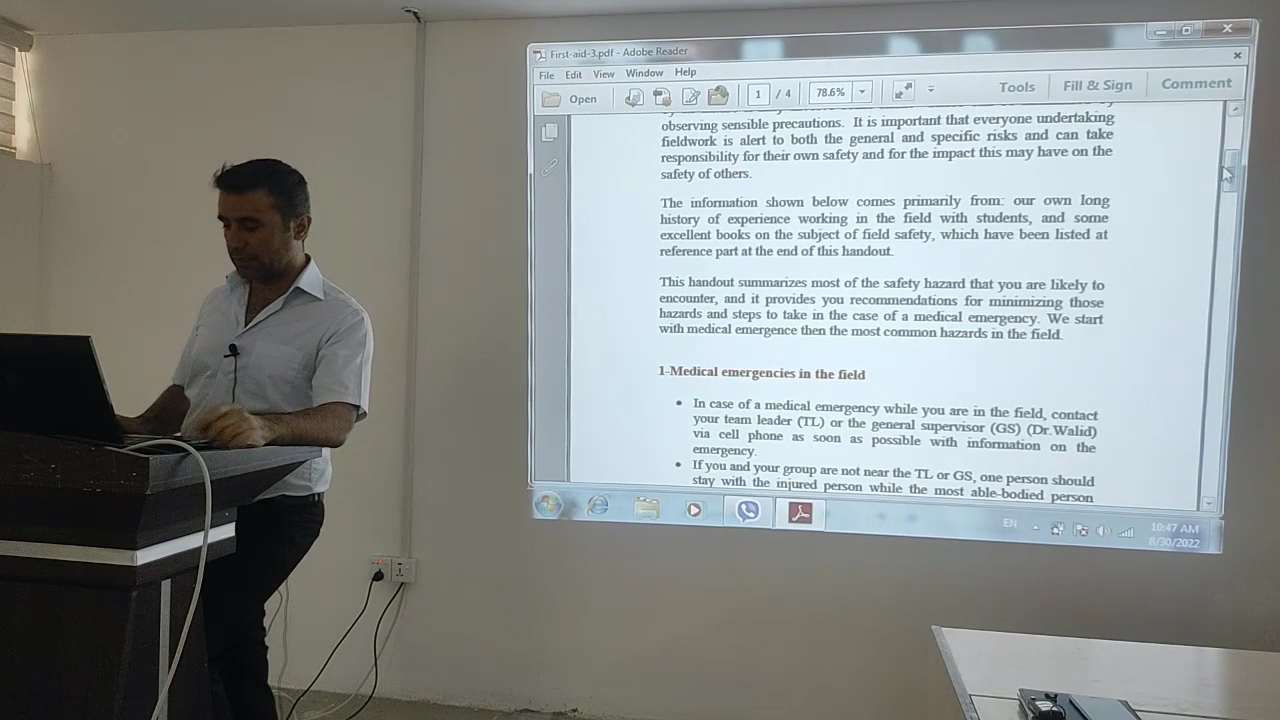 First-aid-3.pdf - Adobe Reader
File Edit View Window Help
Open 1 / 4 78.6% Tools Fill & Sign Comment
observing sensible precautions. It is important that everyone undertaking
fieldwork is alert to both the general and specific risks and can take
responsibility for their own safety and for the impact this may have on the
safety of others.
The information shown below comes primarily from: our own long
history of experience working in the field with students, and some
excellent books on the subject of field safety, which have been listed at
reference part at the end of this handout.
This handout summarizes most of the safety hazard that you are likely to
encounter, and it provides you recommendations for minimizing those
hazards and steps to take in the case of a medical emergency. We start
with medical emergence then the most common hazards in the field.
1-Medical emergencies in the field
• In case of a medical emergency while you are in the field, contact
your team leader (TL) or the general supervisor (GS) (Dr.Walid)
via cell phone as soon as possible with information on the
emergency.
• If you and your group are not near the TL or GS, one person should
stay with the injured person while the most able-bodied person
EN 10:47 AM
8/30/2022